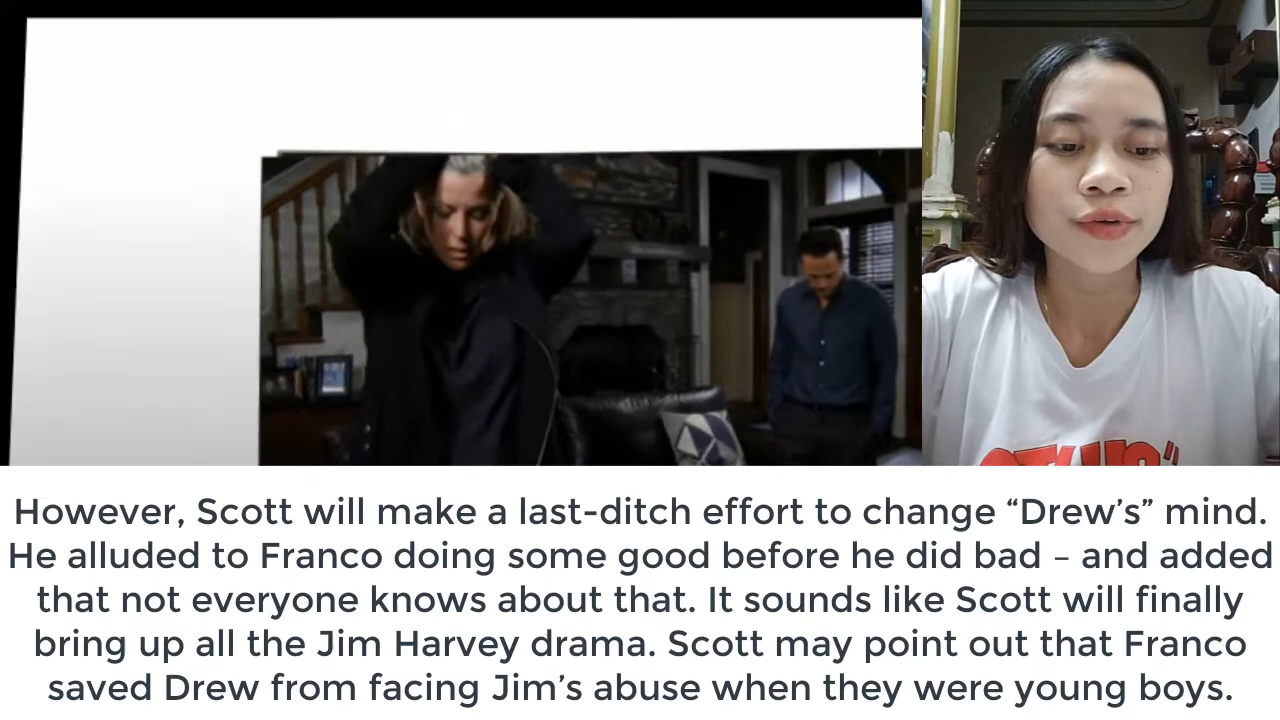 However, Scott will make a last-ditch effort to change “Drew’s” mind.
He alluded to Franco doing some good before he did bad – and added
that not everyone knows about that. It sounds like Scott will finally
bring up all the Jim Harvey drama. Scott may point out that Franco
saved Drew from facing Jim’s abuse when they were young boys.